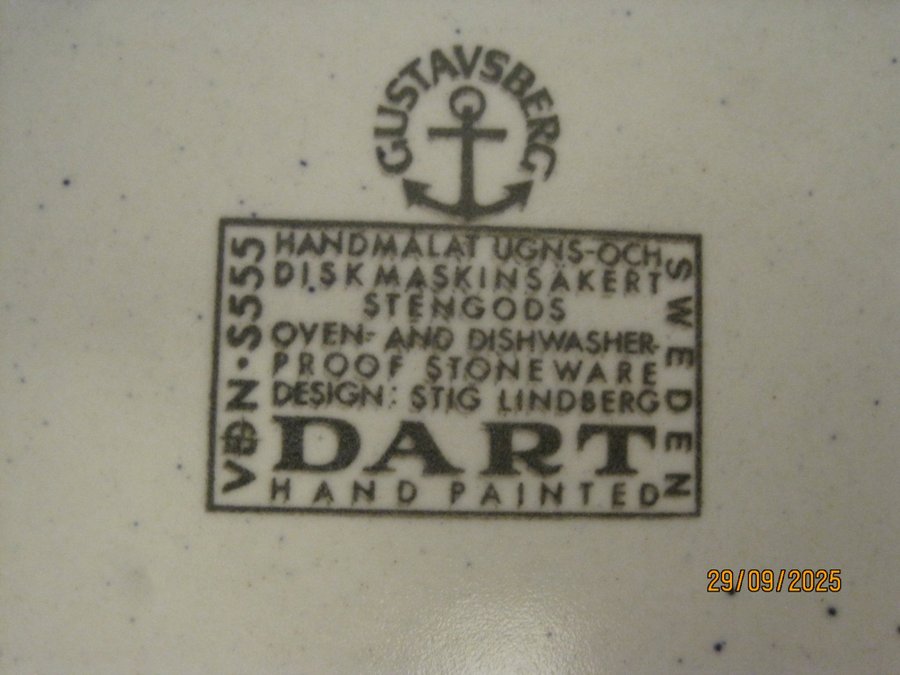 GUSTAVSBERG
VDN·S555
HANDMÅLAT UGNS-OCH
DISKMASKINSÄKERT
STENGODS
OVEN- AND DISHWASHER-
PROOF STONEWARE
DESIGN: STIG LINDBERG
DART
HAND PAINTED
SWEDEN
29/09/2025